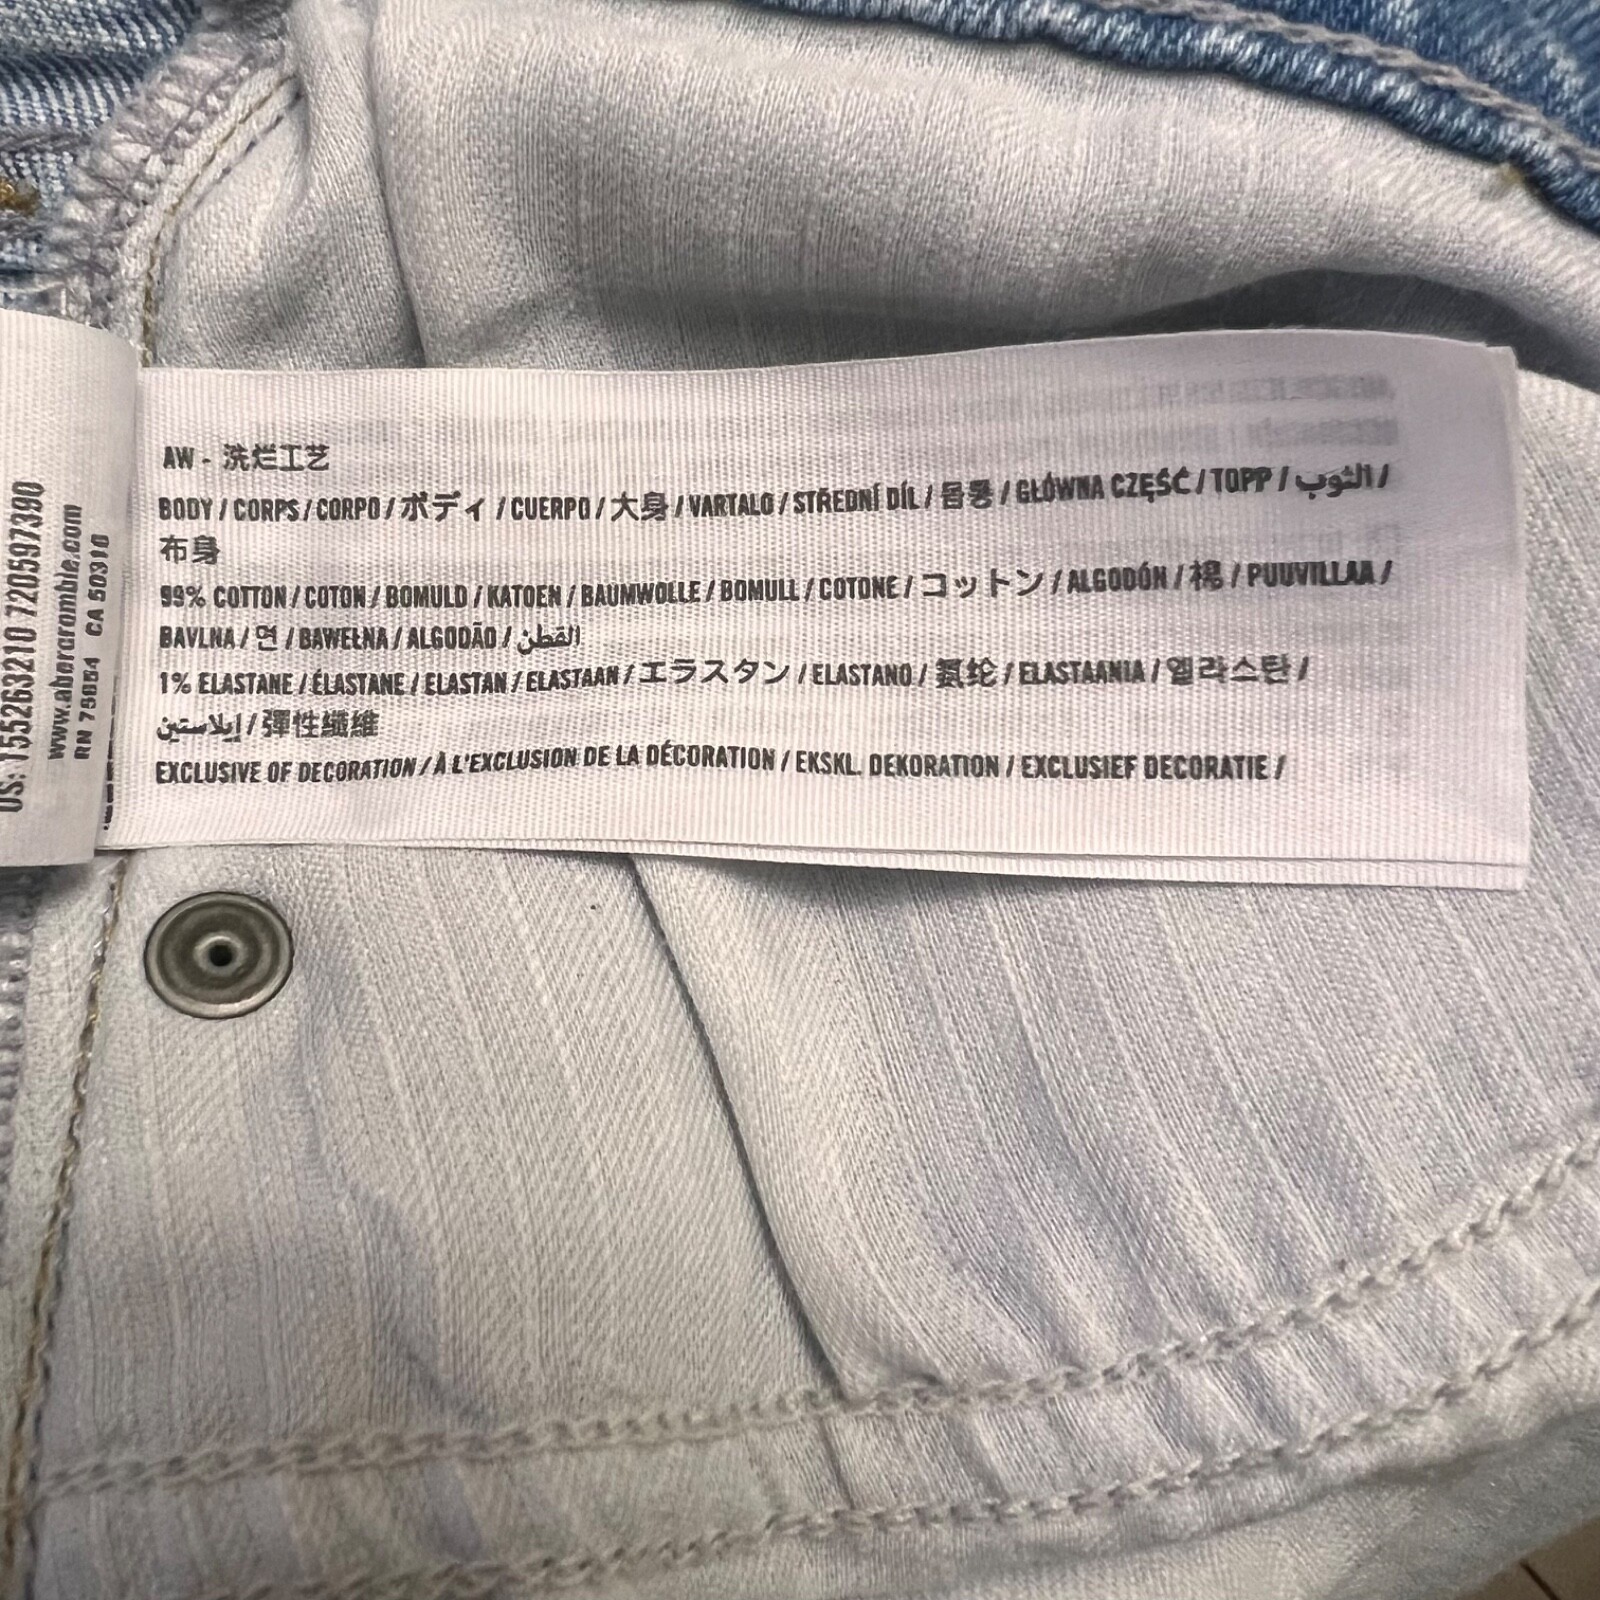 US: 155263210 720597390
www.abercrombie.com
RN 75654 CA 50316
AW - 洗烂工艺
BODY / CORPS / CORPO / ボディ / CUERPO / 大身 / VARTALO / STŘEDNÍ DÍL / 몸통 / GŁÓWNA CZĘŚĆ / TOPP / الثوب /
布身
99% COTTON / COTON / BOMULD / KATOEN / BAUMWOLLE / BOMULL / COTONE / コットン / ALGODÓN / 棉 / PUUVILLAA /
BAVLNA / 면 / BAWEŁNA / ALGODÃO / القطن
1% ELASTANE / ÉLASTANE / ELASTAN / ELASTAAN / エラスタン / ELASTANO / 氨纶 / ELASTAANIA / 엘라스탄 /
إيلاستين / 彈性纖維
EXCLUSIVE OF DECORATION / À L'EXCLUSION DE LA DÉCORATION / EKSKL. DEKORATION / EXCLUSIEF DECORATIE /